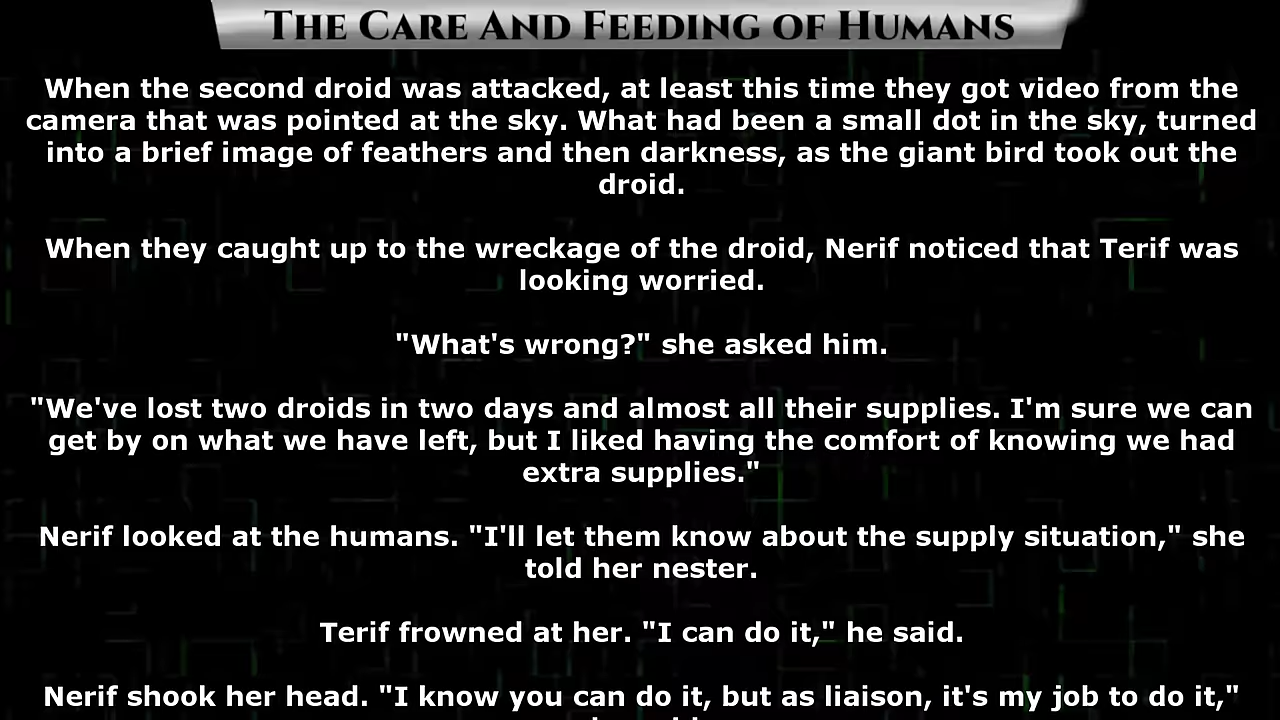 The Care And Feeding of Humans
When the second droid was attacked, at least this time they got video from the
camera that was pointed at the sky. What had been a small dot in the sky, turned
into a brief image of feathers and then darkness, as the giant bird took out the
droid.
When they caught up to the wreckage of the droid, Nerif noticed that Terif was
looking worried.
"What's wrong?" she asked him.
"We've lost two droids in two days and almost all their supplies. I'm sure we can
get by on what we have left, but I liked having the comfort of knowing we had
extra supplies."
Nerif looked at the humans. "I'll let them know about the supply situation," she
told her nester.
Terif frowned at her. "I can do it," he said.
Nerif shook her head. "I know you can do it, but as liaison, it's my job to do it,"